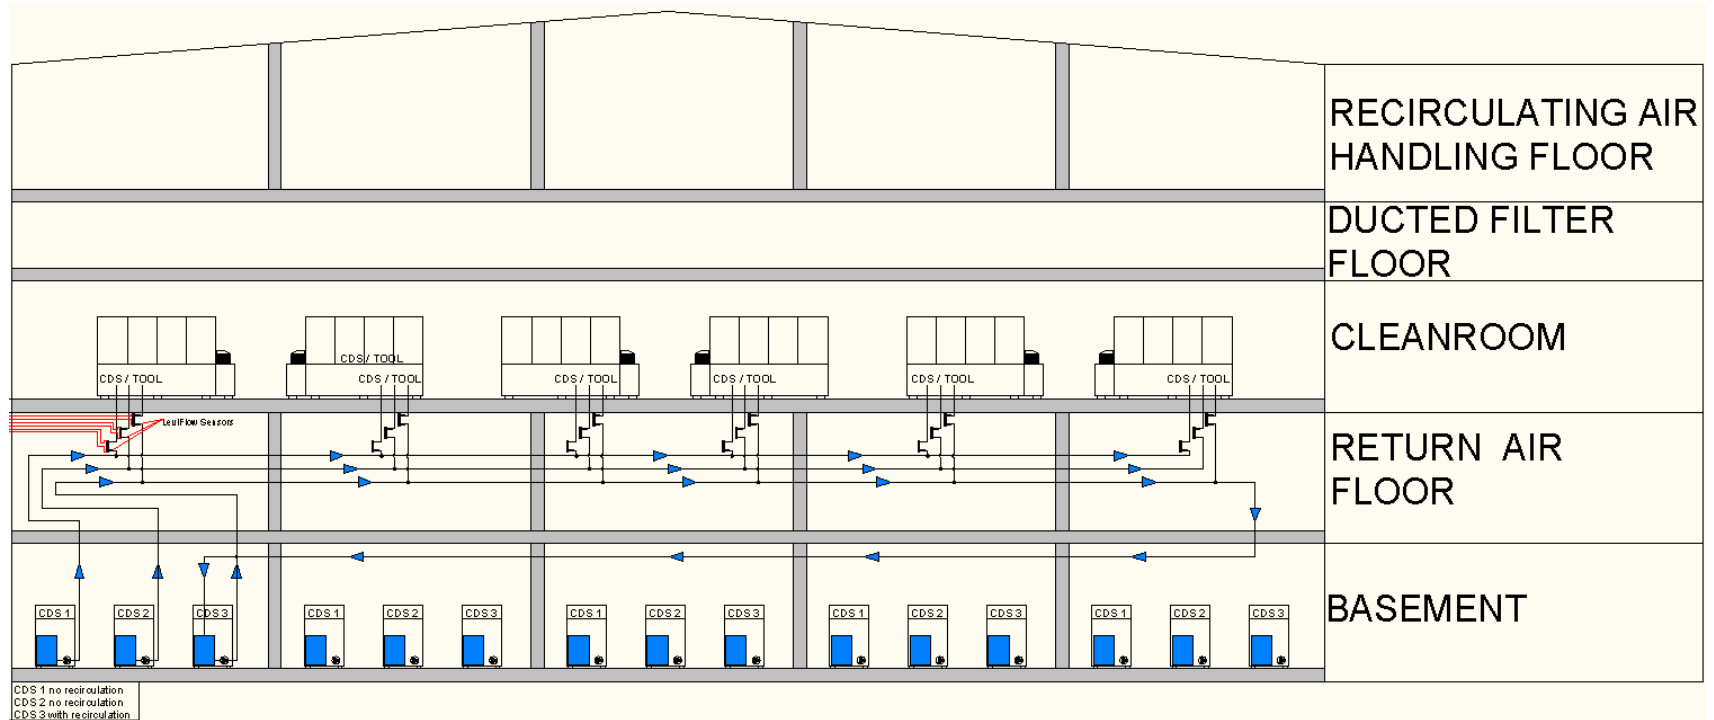 RECIRCULATING AIR
HANDLING FLOOR
DUCTED FILTER
FLOOR
CLEANROOM
CDS / TOOL
CDS / TOOL
CDS / TOOL
CDS / TOOL
CDS / TOOL
CDS / TOOL
CDS / TOOL
LeulFlow Sensors
RETURN AIR
FLOOR
BASEMENT
CDS 1
CDS 2
CDS 3
CDS 1
CDS 2
CDS 3
CDS 1
CDS 2
CDS 3
CDS 1
CDS 2
CDS 3
CDS 1
CDS 2
CDS 3
CDS 1 no recirculation
CDS 2 no recirculation
CDS 3 with recirculation